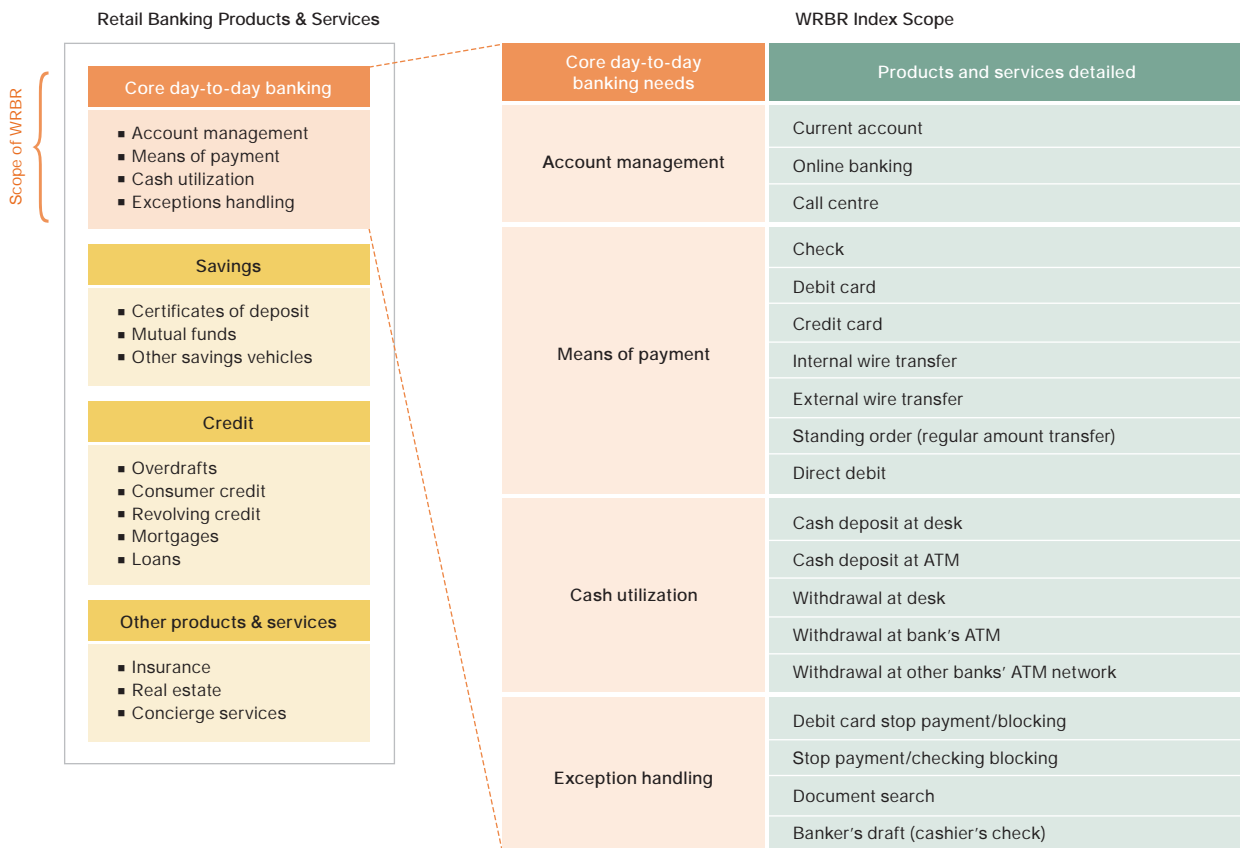 Retail Banking Products & Services
Scope of WRBR
Core day-to-day banking
▪ Account management
▪ Means of payment
▪ Cash utilization
▪ Exceptions handling
Savings
▪ Certificates of deposit
▪ Mutual funds
▪ Other savings vehicles
Credit
▪ Overdrafts
▪ Consumer credit
▪ Revolving credit
▪ Mortgages
▪ Loans
Other products & services
▪ Insurance
▪ Real estate
▪ Concierge services
WRBR Index Scope
Core day-to-day
banking needs
Products and services detailed
Account management
Current account
Online banking
Call centre
Means of payment
Check
Debit card
Credit card
Internal wire transfer
External wire transfer
Standing order (regular amount transfer)
Direct debit
Cash utilization
Cash deposit at desk
Cash deposit at ATM
Withdrawal at desk
Withdrawal at bank's ATM
Withdrawal at other banks' ATM network
Exception handling
Debit card stop payment/blocking
Stop payment/checking blocking
Document search
Banker's draft (cashier's check)